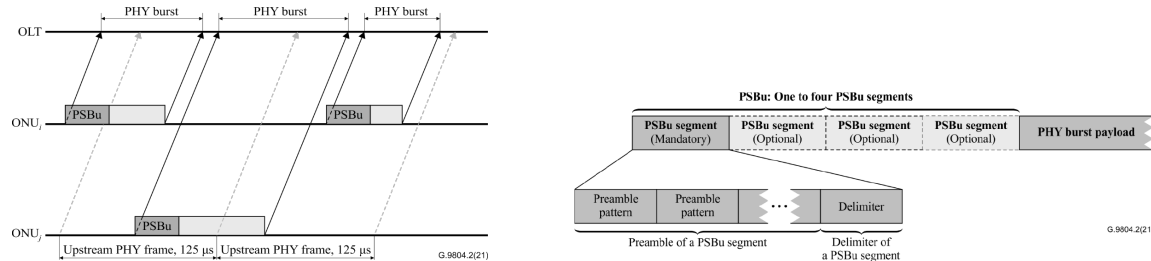 PHY burst PHY burst PHY burst
OLT
PSBu PSBu
ONUi
PSBu
ONUj
Upstream PHY frame, 125 µs Upstream PHY frame, 125 µs
G.9804.2(21)
PSBu: One to four PSBu segments
PSBu segment PSBu segment PSBu segment PSBu segment PHY burst payload
(Mandatory) (Optional) (Optional) (Optional)
Preamble Preamble ••• Delimiter
pattern pattern
Preamble of a PSBu segment Delimiter of
a PSBu segment
G.9804.2(21